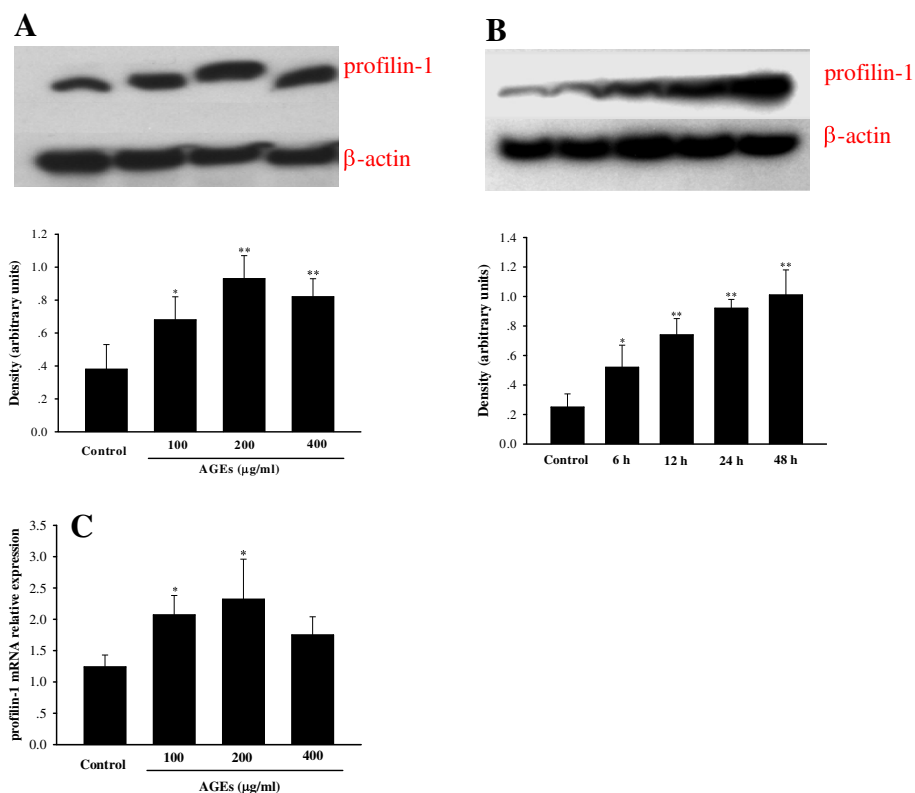 A
profilin-1
β-actin
Density (arbitrary units)
1.2
1.0
.8
.6
.4
.2
0.0
*
**
**
Control
100
200
400
AGEs (μg/ml)
B
profilin-1
β-actin
Density (arbitrary units)
1.4
1.2
1.0
.8
.6
.4
.2
0.0
*
**
**
**
Control
6 h
12 h
24 h
48 h
C
profilin-1 mRNA relative expression
3.5
3.0
2.5
2.0
1.5
1.0
.5
0.0
*
*
Control
100
200
400
AGEs (μg/ml)